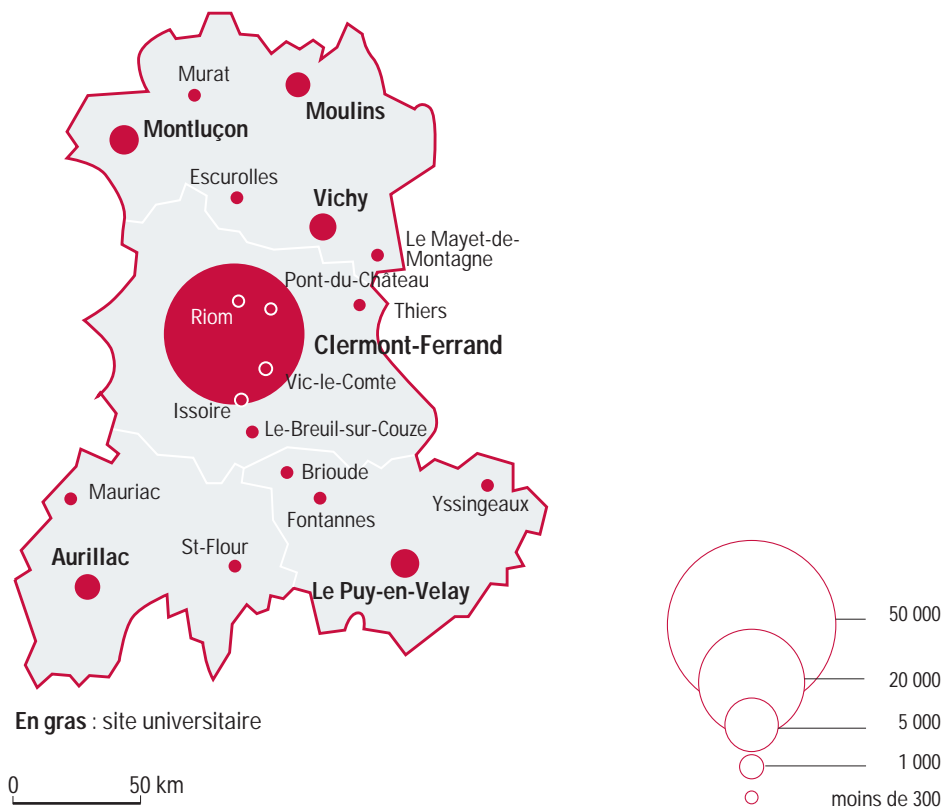 Murat
Moulins
Montluçon
Escurolles
Vichy
Le Mayet-de-
Montagne
Pont-du-Château
Riom
Thiers
Clermont-Ferrand
Vic-le-Comte
Issoire
Le-Breuil-sur-Couze
Brioude
Mauriac
Yssingeaux
Fontannes
St-Flour
Aurillac
Le Puy-en-Velay
En gras : site universitaire
0 50 km
50 000
20 000
5 000
1 000
moins de 300